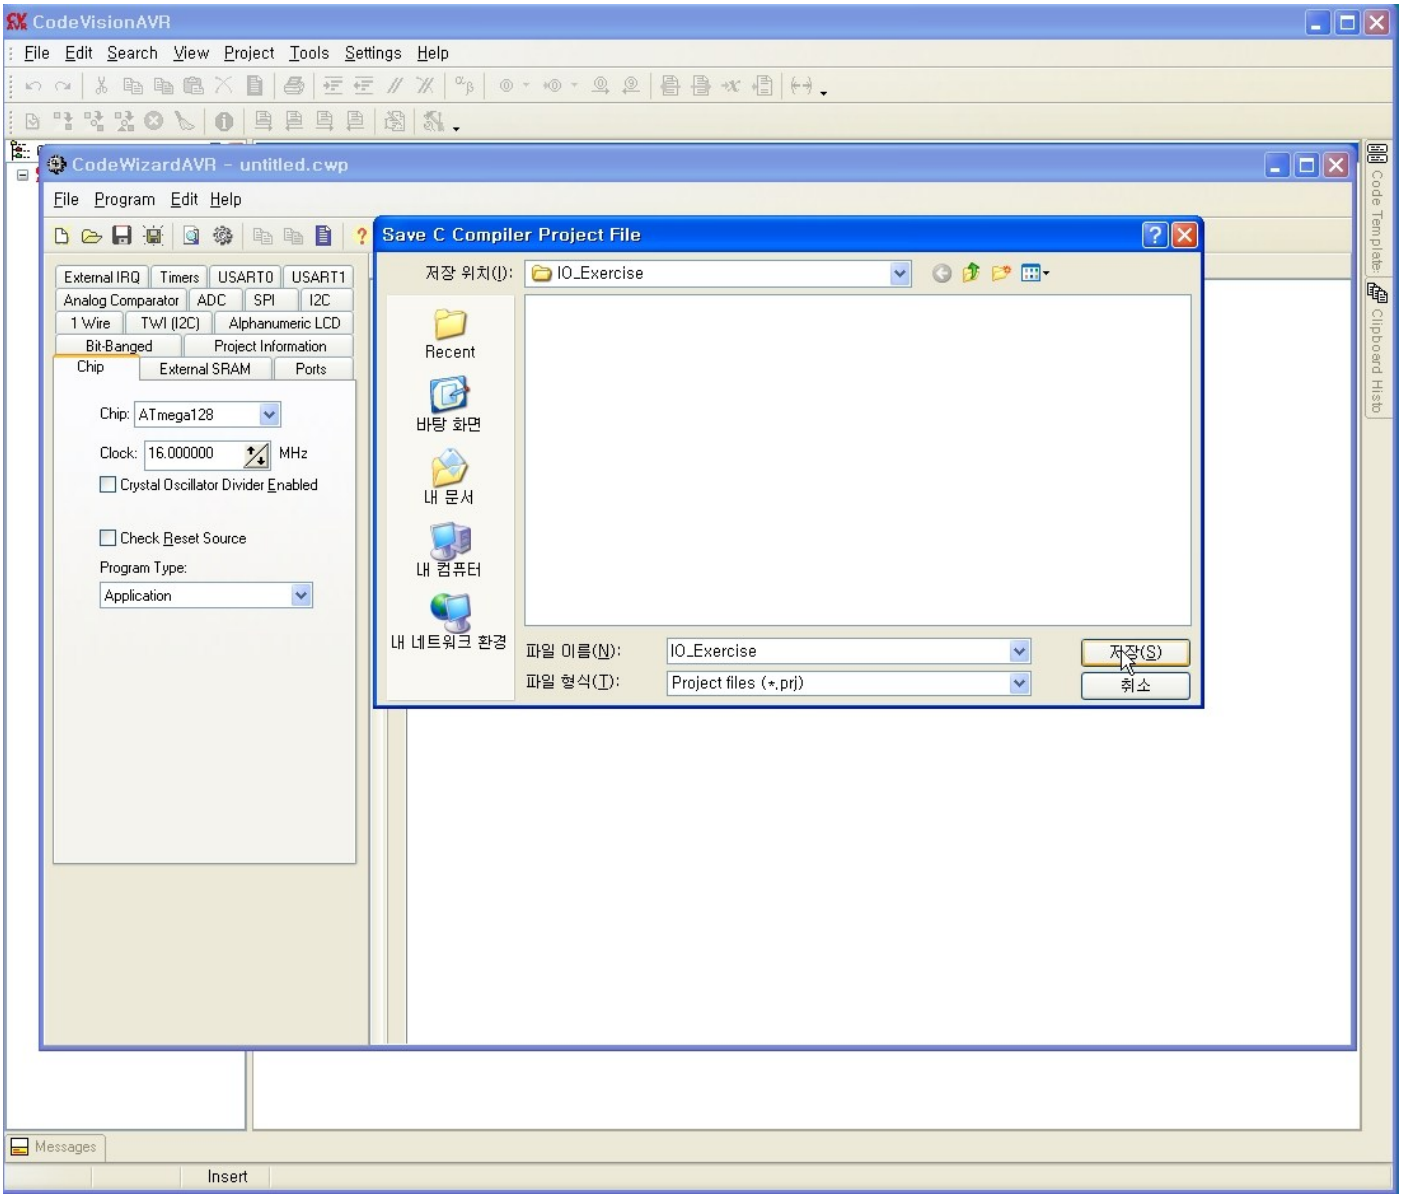 CodeVisionAVR
File Edit Search View Project Tools Settings Help
CodeWizardAVR - untitled.cwp
File Program Edit Help
Save C Compiler Project File
저장 위치(I): IO_Exercise
External IRQ Timers USART0 USART1
Analog Comparator ADC SPI I2C
1 Wire TWI (I2C) Alphanumeric LCD
Bit-Banged Project Information
Chip External SRAM Ports
Chip: ATmega128
Clock: 16.000000 MHz
Crystal Oscillator Divider Enabled
Check Reset Source
Program Type:
Application
Recent
바탕 화면
내 문서
내 컴퓨터
내 네트워크 환경
파일 이름(N): IO_Exercise
저장(S)
파일 형식(T): Project files (*.prj)
취소
Code Template:
Clipboard Histo
Messages
Insert